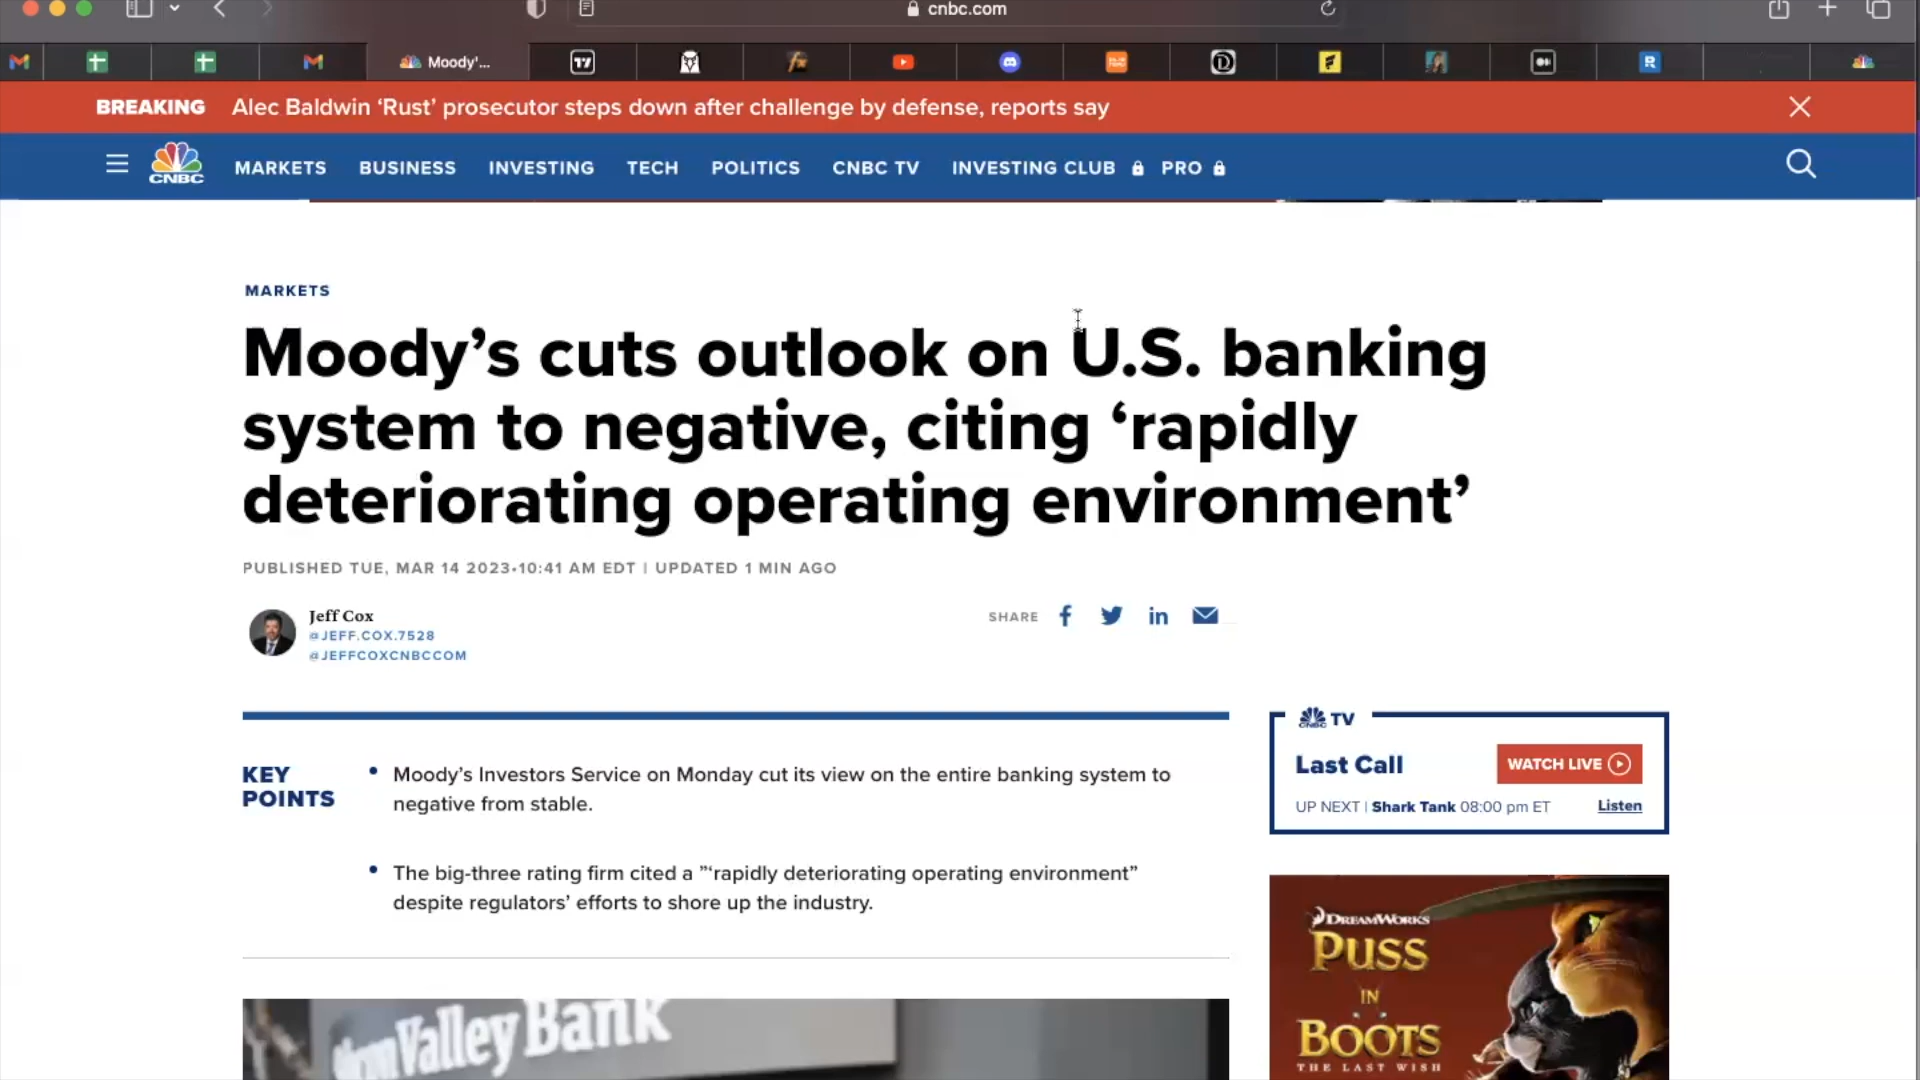 cnbc.com
Moody'...
BREAKING Alec Baldwin ‘Rust’ prosecutor steps down after challenge by defense, reports say
CNBC MARKETS BUSINESS INVESTING TECH POLITICS CNBC TV INVESTING CLUB PRO
MARKETS
Moody’s cuts outlook on U.S. banking
system to negative, citing ‘rapidly
deteriorating operating environment’
PUBLISHED TUE, MAR 14 2023•10:41 AM EDT | UPDATED 1 MIN AGO
Jeff Cox
@JEFF.COX.7528
@JEFFCOXCNBCCOM
SHARE
KEY
POINTS
Moody’s Investors Service on Monday cut its view on the entire banking system to
negative from stable.
The big-three rating firm cited a ”‘rapidly deteriorating operating environment”
despite regulators’ efforts to shore up the industry.
CNBC TV
Last Call
WATCH LIVE
UP NEXT | Shark Tank 08:00 pm ET
Listen
Valley Bank
DREAMWORKS
PUSS
IN
BOOTS
THE LAST WISH